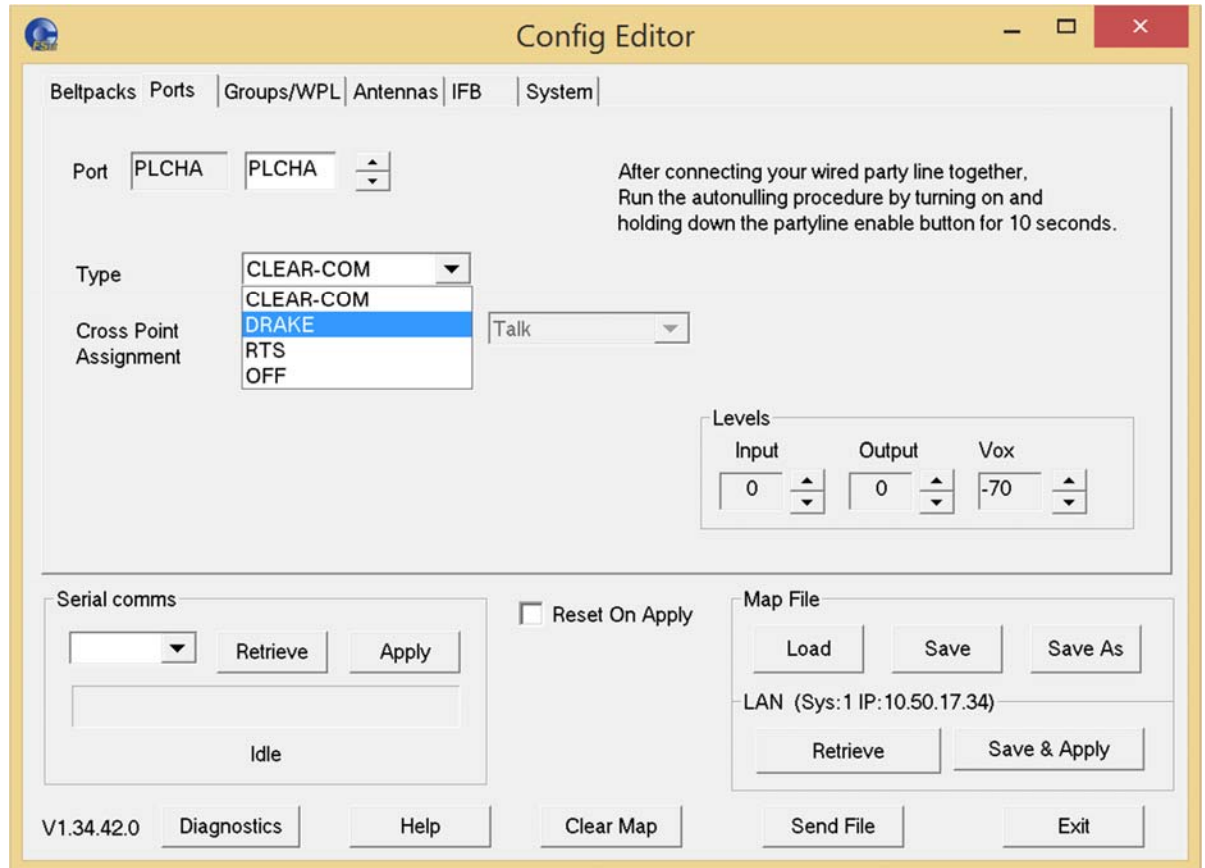 Config Editor
Beltpacks Ports Groups/WPL Antennas IFB System
Port PLCHA PLCHA
After connecting your wired party line together,
Run the autonulling procedure by turning on and
holding down the partyline enable button for 10 seconds.
Type CLEAR-COM
CLEAR-COM
DRAKE
RTS
OFF
Cross Point
Assignment
Talk
Levels
Input Output Vox
0 0 -70
Serial comms
Retrieve Apply
Idle
Reset On Apply
Map File
Load Save Save As
LAN (Sys:1 IP:10.50.17.34)
Retrieve Save & Apply
V1.34.42.0 Diagnostics Help Clear Map Send File Exit